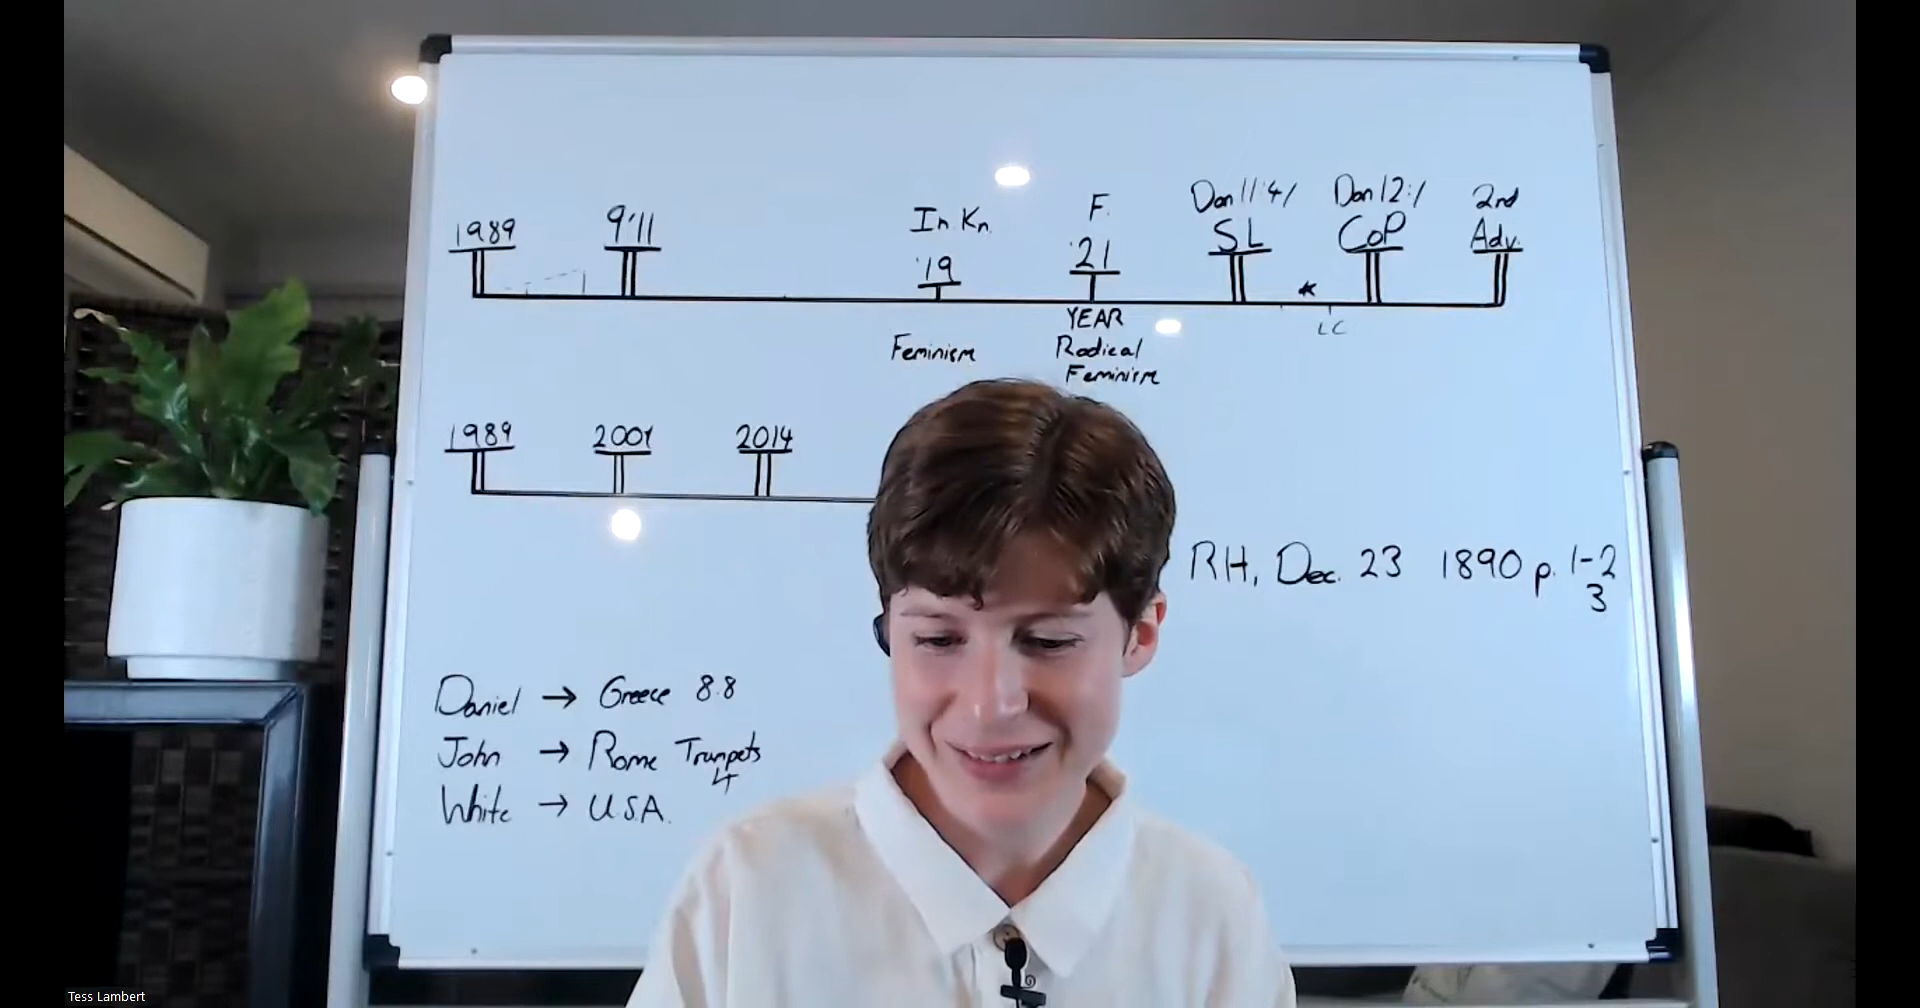 Dan 11:41 Dan 12:1 2nd
1989 9'11 In. Kn. F. SL CoP Adv.
'19 '21
YEAR LC
Feminism Radical
Feminism
1989 2001 2014
RH, Dec. 23 1890 p. 1-2
3
Daniel → Greece 8.8
John → Rome Trumpets
4
White → U.S.A.
Tess Lambert